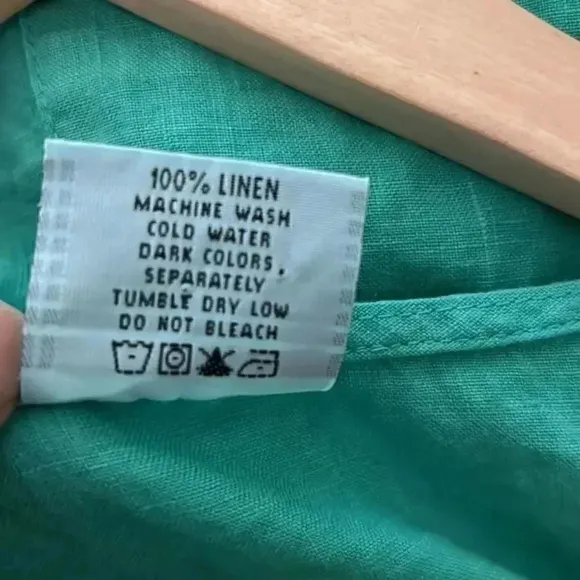 100% LINEN
MACHINE WASH
COLD WATER
DARK COLORS,
SEPARATELY
TUMBLE DRY LOW
DO NOT BLEACH